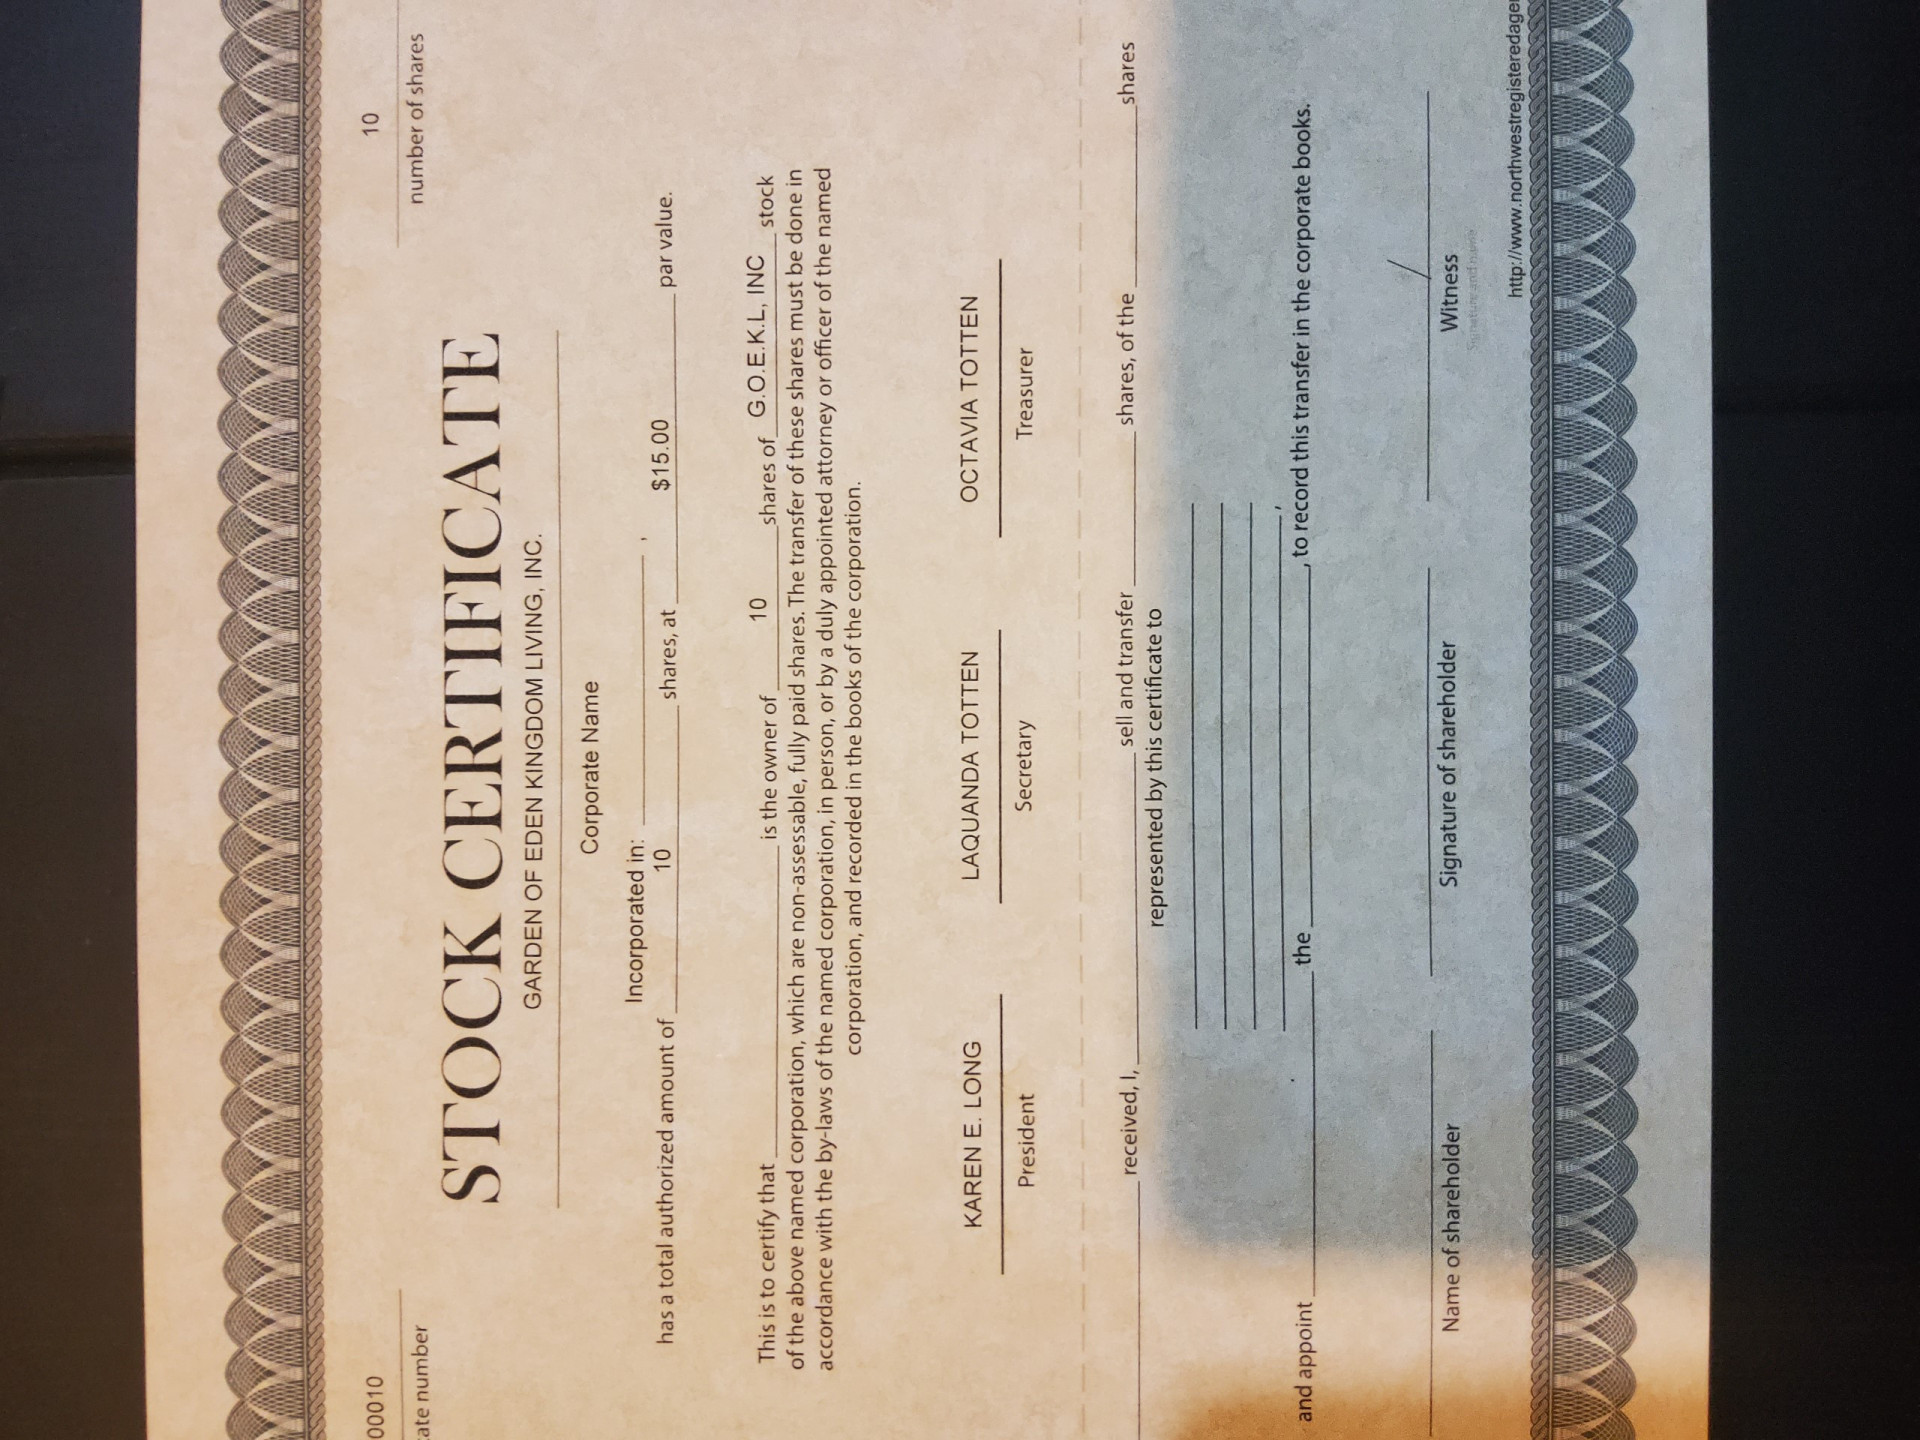 00010
10
ate number
number of shares
STOCK CERTIFICATE
GARDEN OF EDEN KINGDOM LIVING, INC.
Corporate Name
Incorporated in: ,
has a total authorized amount of 10 shares, at $15.00 par value.
This is to certify that is the owner of 10 shares of G.O.E.K.L, INC stock
of the above named corporation, which are non-assessable, fully paid shares. The transfer of these shares must be done in
accordance with the by-laws of the named corporation, in person, or by a duly appointed attorney or officer of the named
corporation, and recorded in the books of the corporation.
KAREN E. LONG LAQUANDA TOTTEN OCTAVIA TOTTEN
President Secretary Treasurer
received, I, sell and transfer shares, of the shares
represented by this certificate to
,
and appoint the , to record this transfer in the corporate books.
/
Name of shareholder Signature of shareholder Witness
Signature and name
http://www.northwestregisteredage